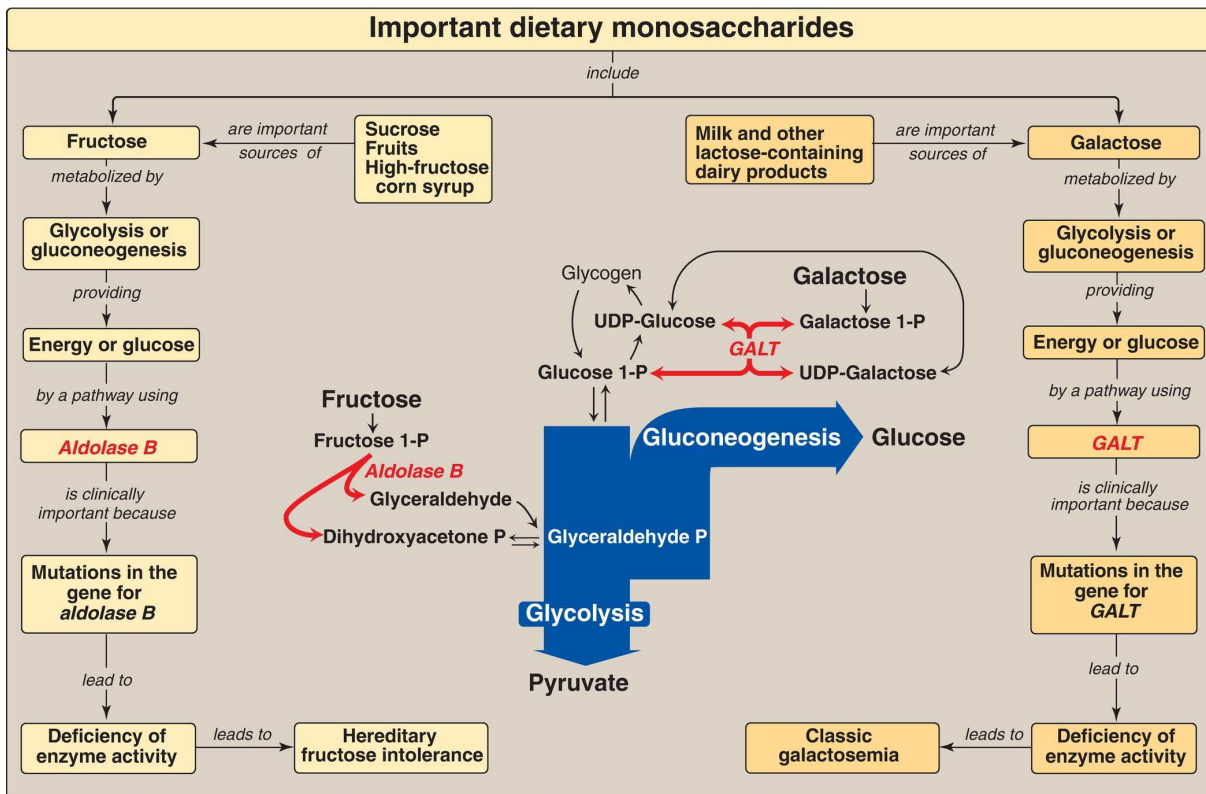 Important dietary monosaccharides
include
Fructose
are important
sources of
Sucrose
Fruits
High-fructose
corn syrup
metabolized by
Glycolysis or
gluconeogenesis
providing
Energy or glucose
by a pathway using
Aldolase B
is clinically
important because
Mutations in the
gene for
aldolase B
lead to
Deficiency of
enzyme activity
leads to
Hereditary
fructose intolerance
Milk and other
lactose-containing
dairy products
are important
sources of
Galactose
metabolized by
Glycolysis or
gluconeogenesis
providing
Energy or glucose
by a pathway using
GALT
is clinically
important because
Mutations in the
gene for
GALT
lead to
Deficiency of
enzyme activity
leads to
Classic
galactosemia
Glycogen
Galactose
UDP-Glucose
Galactose 1-P
GALT
Glucose 1-P
UDP-Galactose
Fructose
Fructose 1-P
Aldolase B
Glyceraldehyde
Dihydroxyacetone P
Glyceraldehyde P
Gluconeogenesis
Glucose
Glycolysis
Pyruvate